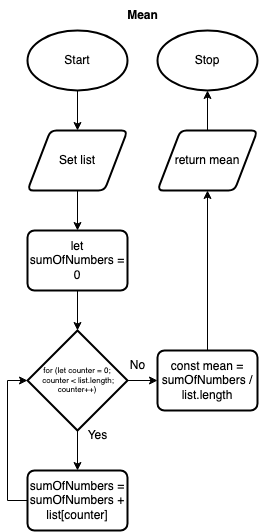 Mean
Start
Stop
Set list
return mean
let
sumOfNumbers =
0
for (let counter = 0;
counter < list.length;
counter++)
No
const mean =
sumOfNumbers /
list.length
Yes
sumOfNumbers =
sumOfNumbers +
list[counter]